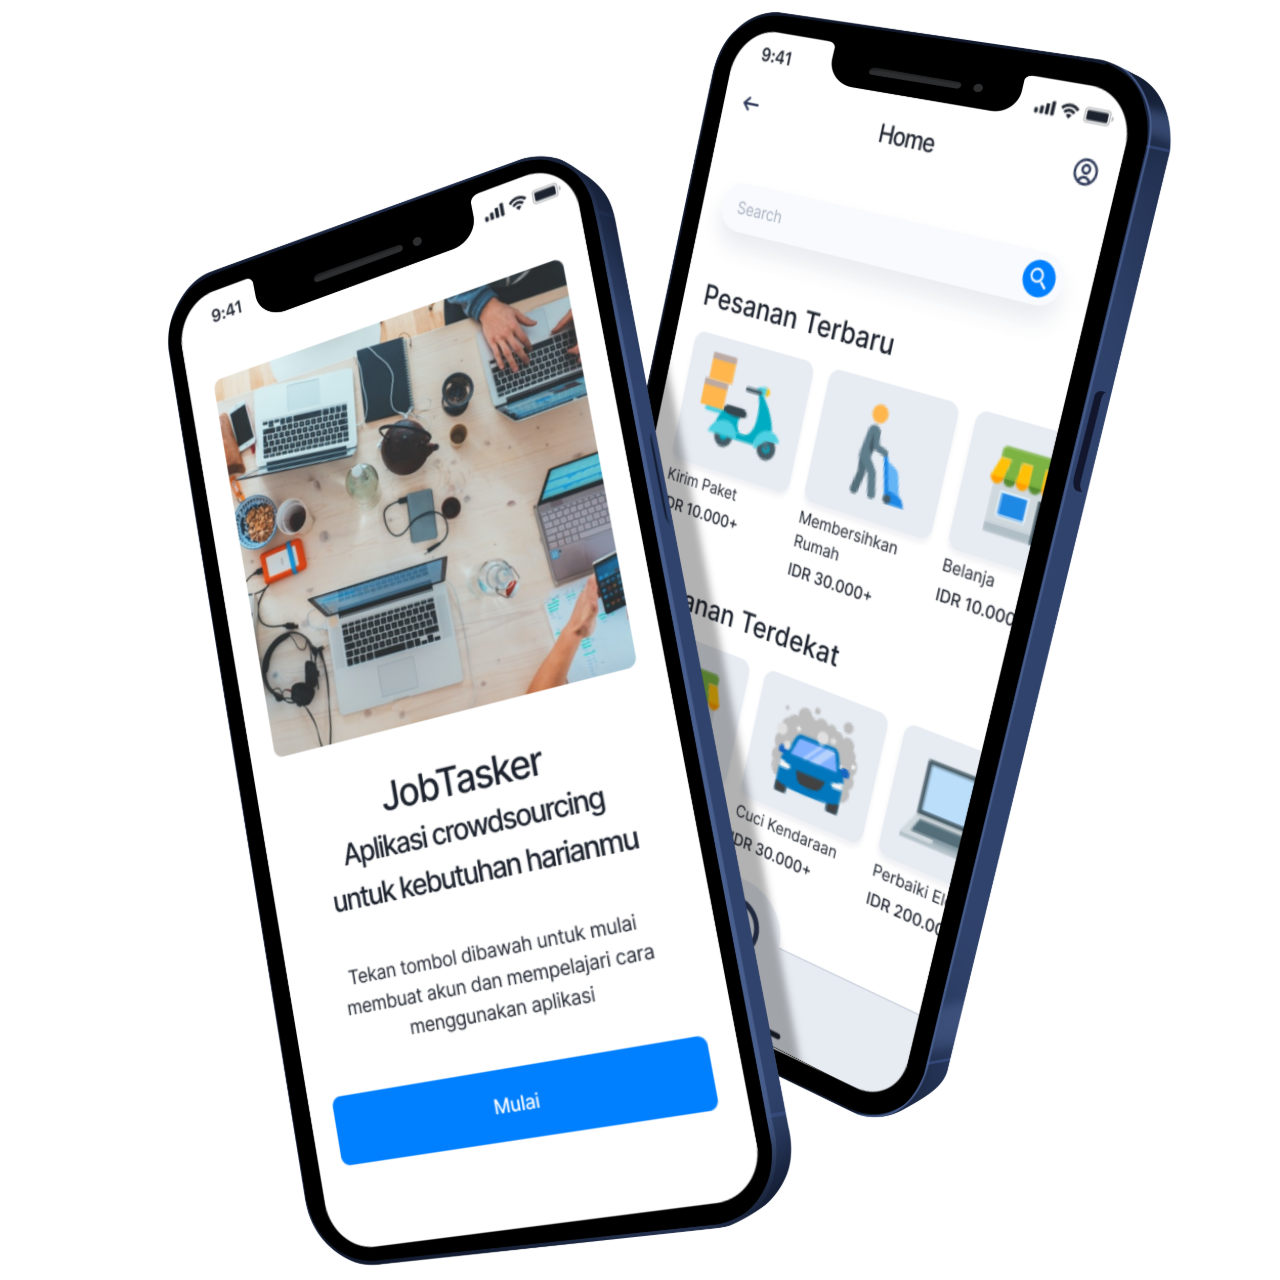 9:41
JobTasker
Aplikasi crowdsourcing
untuk kebutuhan harianmu
Tekan tombol dibawah untuk mulai
membuat akun dan mempelajari cara
menggunakan aplikasi
Mulai
9:41
Home
Search
Pesanan Terbaru
Kirim Paket
DR 10.000+
Membersihkan
Rumah
IDR 30.000+
Belanja
IDR 10.000
anan Terdekat
Cuci Kendaraan
IDR 30.000+
Perbaiki El
IDR 200.00